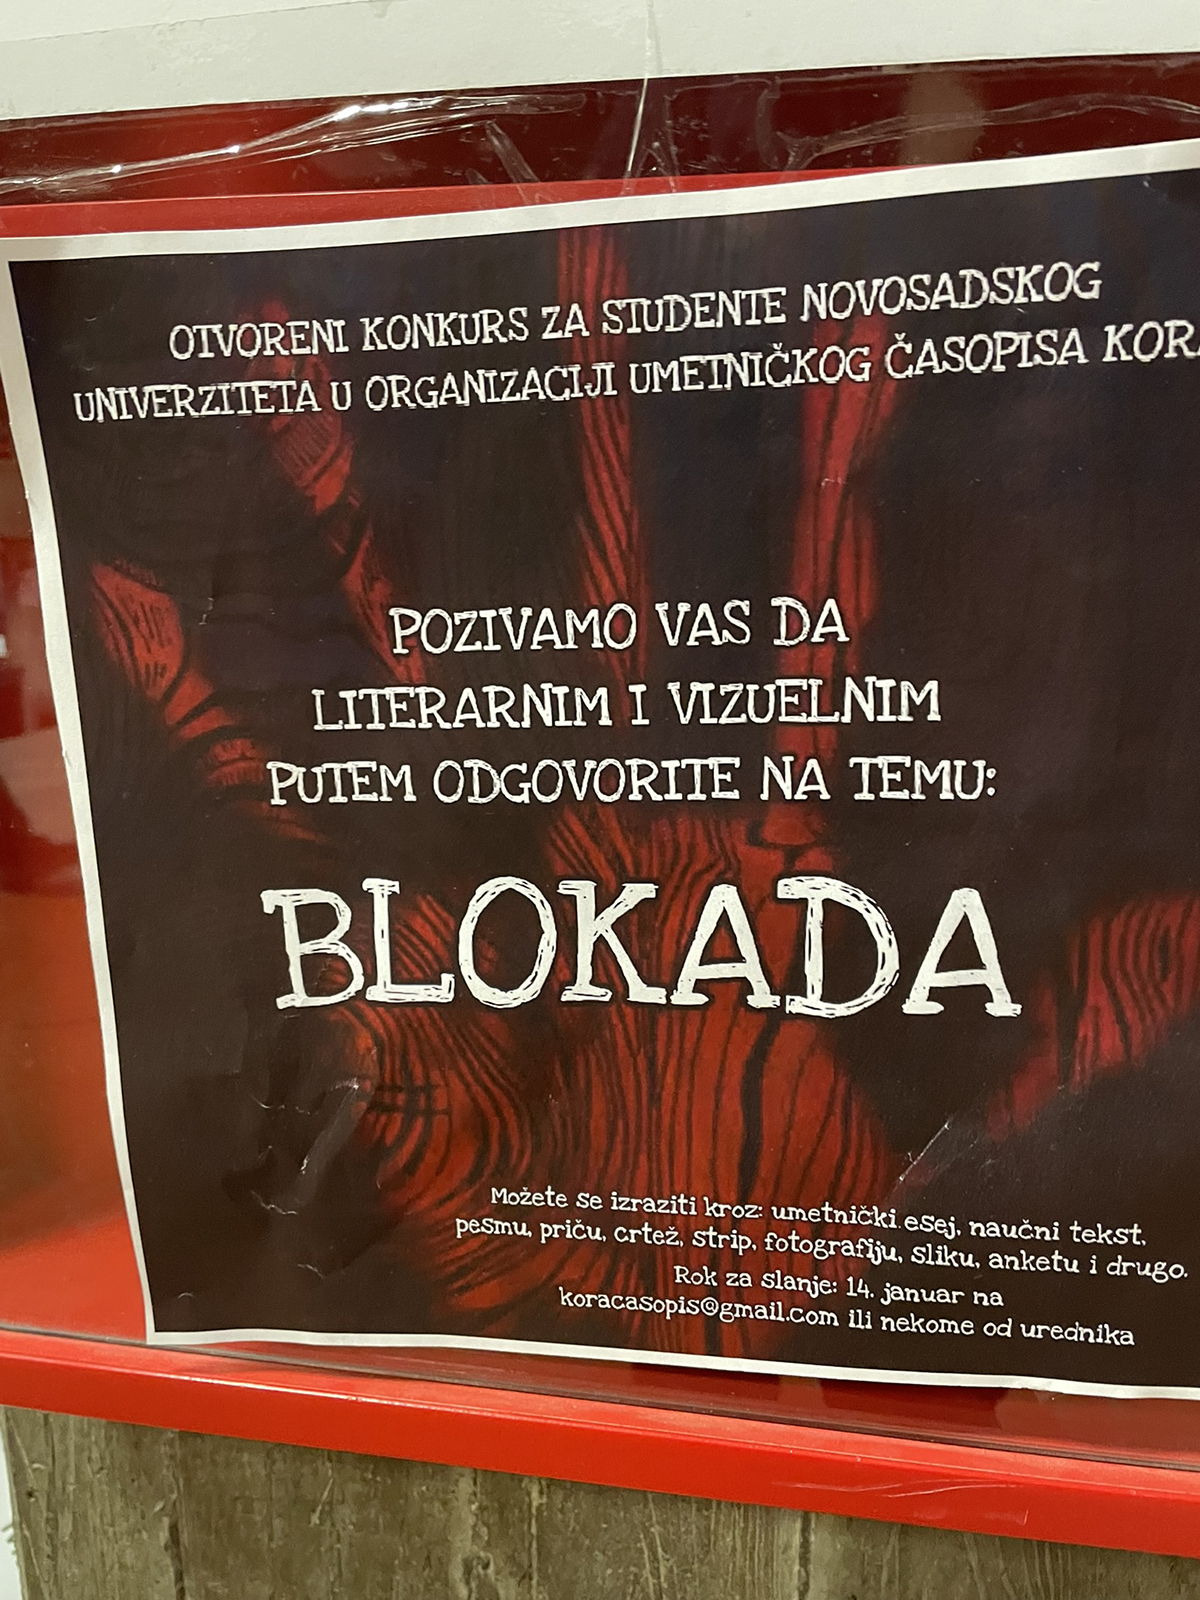 OTVORENI KONKURS ZA STUDENTE NOVOSADSKOG
UNIVERZITETA U ORGANIZACIJI UMETNIČKOG ČASOPISA
POZIVAMO VAS DA
LITERARNIM I VIZUELNIM
PUTEM ODGOVORITE NA TEMU:
BLOKADA
Možete se izraziti kroz: umetnički esej, naučni tekst,
pesmu, priču, crtež, strip, fotografiju, sliku, anketu i drugo.
Rok za slanje: 14. januar na
koracasopis@gmail.com ili nekome od urednika